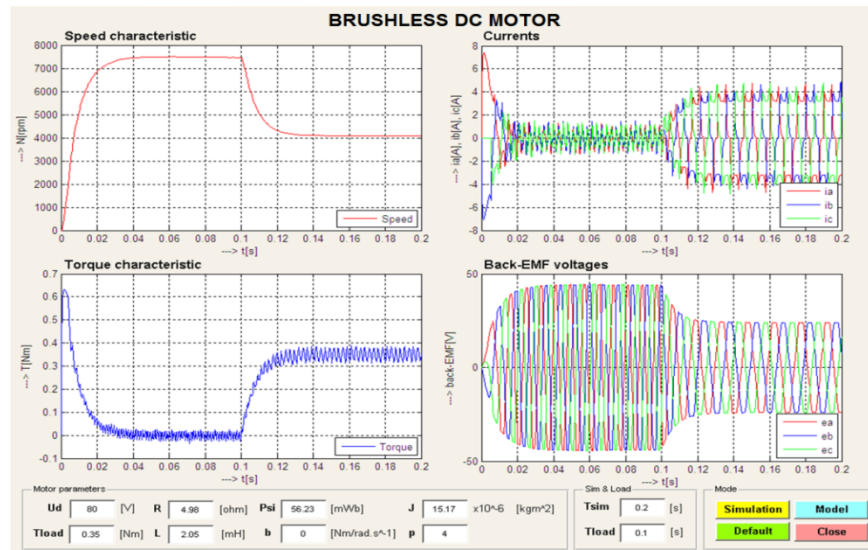 BRUSHLESS DC MOTOR
Speed characteristic
8000
7000
6000
5000
4000
3000
2000
1000
0
---> N[rpm]
Speed
0 0.02 0.04 0.06 0.08 0.1 0.12 0.14 0.16 0.18 0.2
---> t[s]
Currents
8
6
4
2
0
-2
-4
-6
-8
---> ia[A], ib[A], ic[A]
ia
ib
ic
0 0.02 0.04 0.06 0.08 0.1 0.12 0.14 0.16 0.18 0.2
---> t[s]
Torque characteristic
0.7
0.6
0.5
0.4
0.3
0.2
0.1
0
-0.1
---> T[Nm]
Torque
0 0.02 0.04 0.06 0.08 0.1 0.12 0.14 0.16 0.18 0.2
---> t[s]
Back-EMF voltages
50
0
-50
---> back-EMF[V]
ea
eb
ec
0 0.02 0.04 0.06 0.08 0.1 0.12 0.14 0.16 0.18 0.2
---> t[s]
Motor parameters
Ud 80 [V] R 4.98 [ohm] Psi 56.23 [mWb] J 15.17 x10^-6 [kgm^2]
Tload 0.35 [Nm] L 2.05 [mH] b 0 [Nm/rad.s^-1] p 4
Sim & Load
Tsim 0.2 [s]
Tload 0.1 [s]
Mode
Simulation Model
Default Close